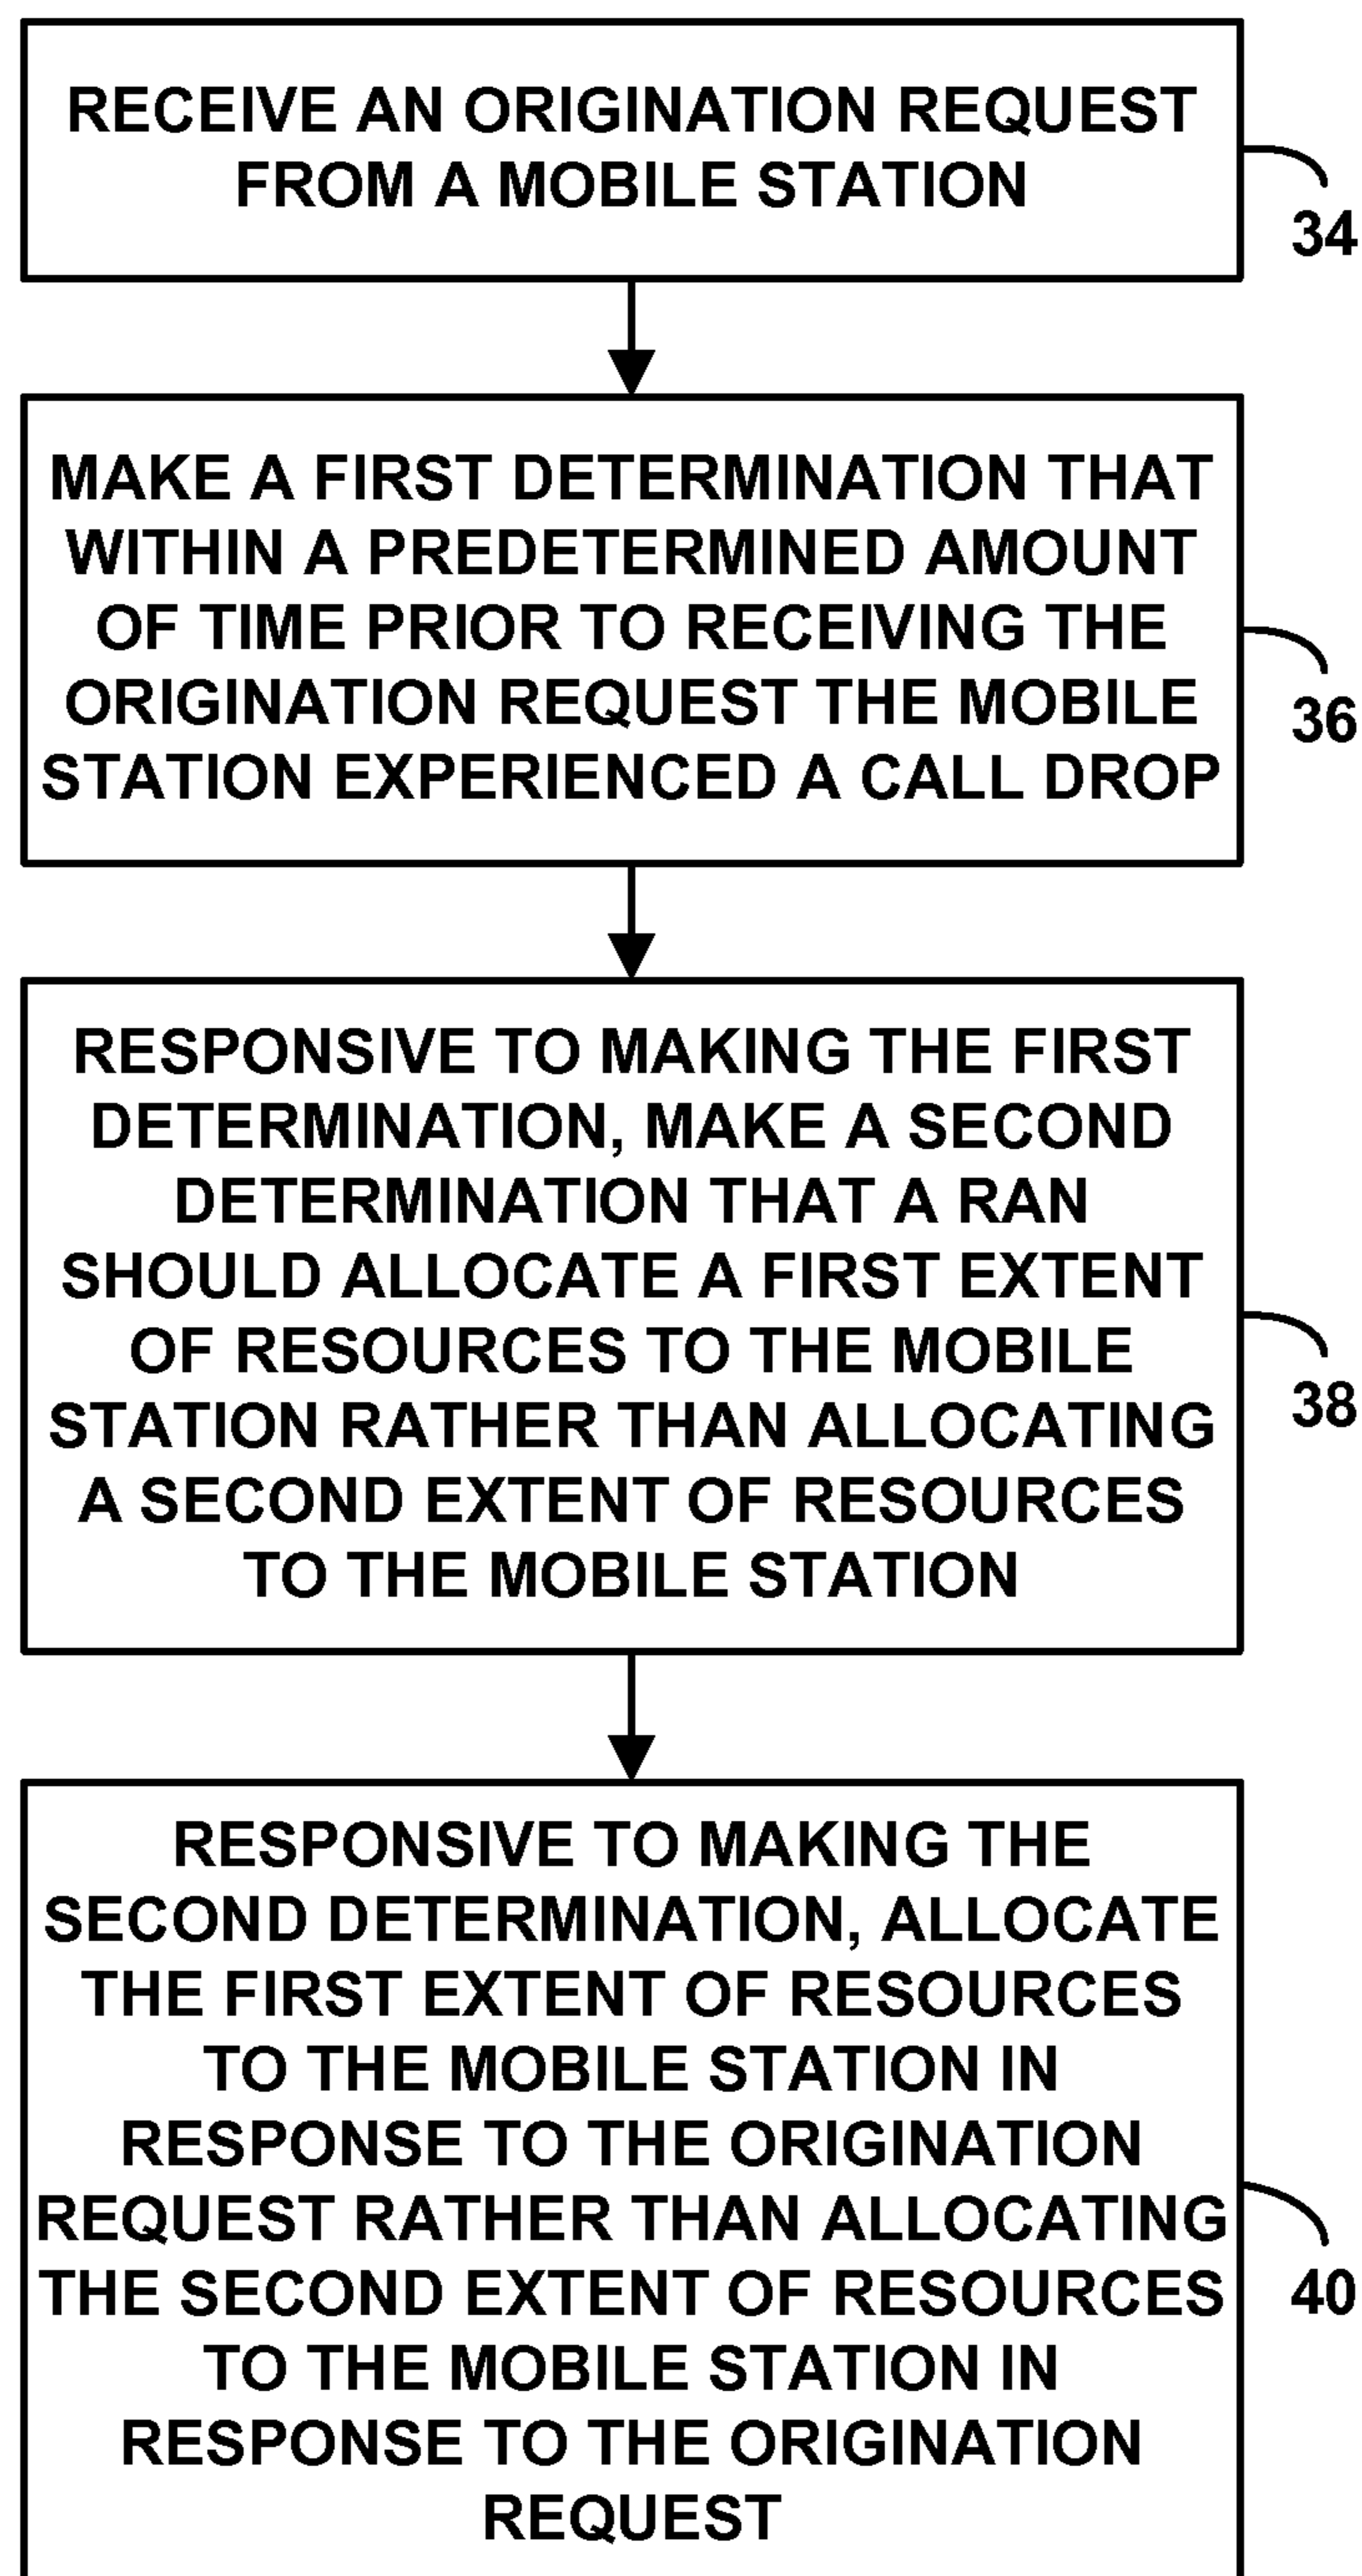 RECEIVE AN ORIGINATION REQUEST
FROM A MOBILE STATION
34
MAKE A FIRST DETERMINATION THAT
WITHIN A PREDETERMINED AMOUNT
OF TIME PRIOR TO RECEIVING THE
ORIGINATION REQUEST THE MOBILE
STATION EXPERIENCED A CALL DROP
36
RESPONSIVE TO MAKING THE FIRST
DETERMINATION, MAKE A SECOND
DETERMINATION THAT A RAN
SHOULD ALLOCATE A FIRST EXTENT
OF RESOURCES TO THE MOBILE
STATION RATHER THAN ALLOCATING
A SECOND EXTENT OF RESOURCES
TO THE MOBILE STATION
38
RESPONSIVE TO MAKING THE
SECOND DETERMINATION, ALLOCATE
THE FIRST EXTENT OF RESOURCES
TO THE MOBILE STATION IN
RESPONSE TO THE ORIGINATION
REQUEST RATHER THAN ALLOCATING
THE SECOND EXTENT OF RESOURCES
TO THE MOBILE STATION IN
RESPONSE TO THE ORIGINATION
REQUEST
40